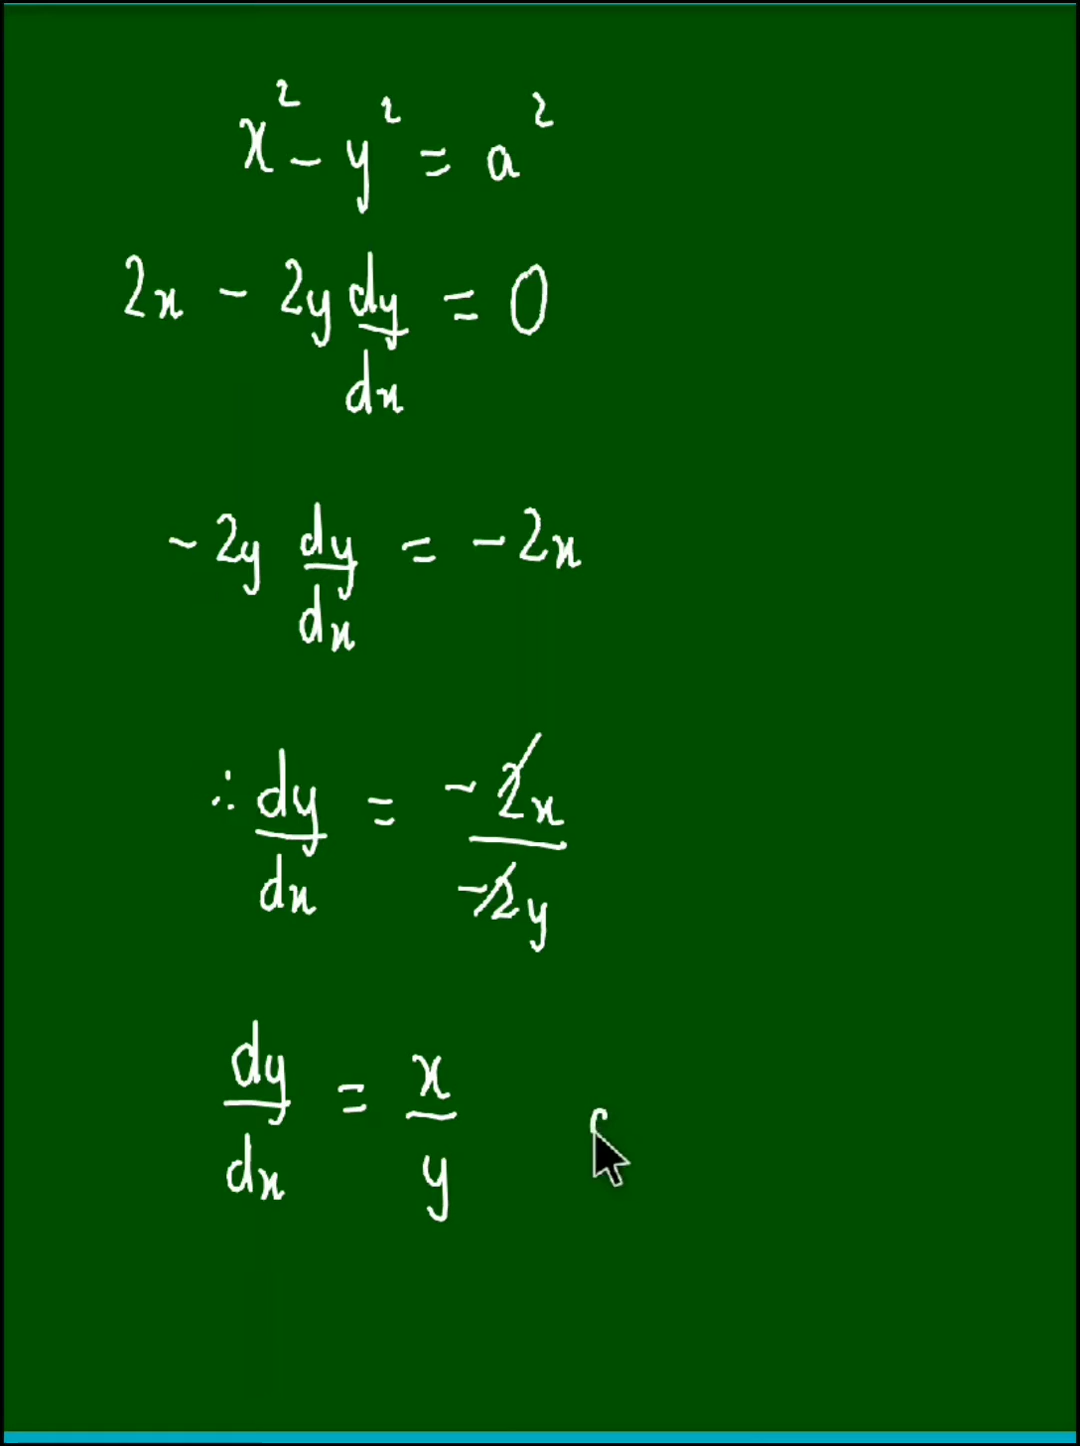 x² - y² = a²
2x - 2y dy/dx = 0
-2y dy/dx = -2x
∴ dy/dx = -2x/-2y
dy/dx = x/y